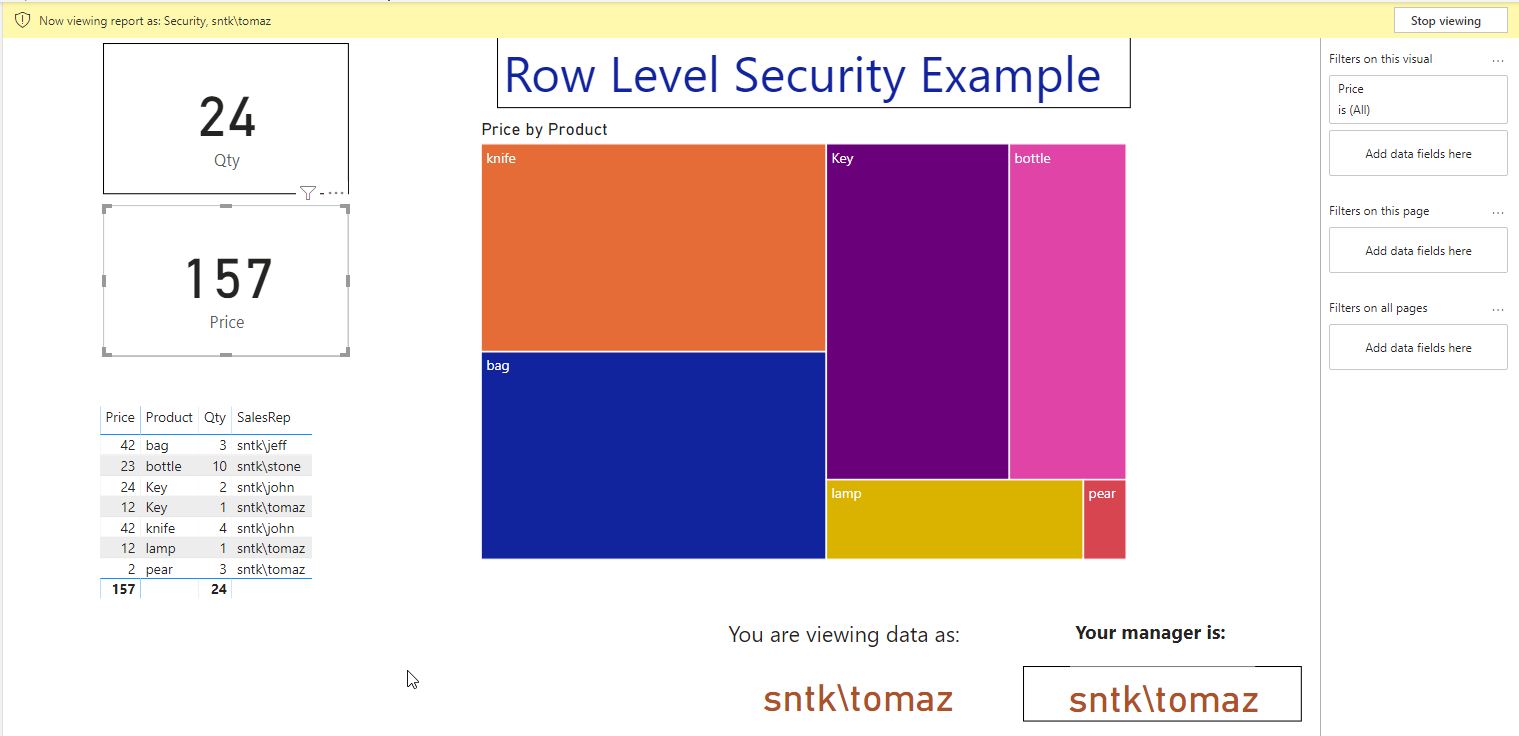 Now viewing report as: Security, sntk\tomaz
Stop viewing
24
Qty
157
Price
Price Product Qty SalesRep
42 bag 3 sntk\jeff
23 bottle 10 sntk\stone
24 Key 2 sntk\john
12 Key 1 sntk\tomaz
42 knife 4 sntk\john
12 lamp 1 sntk\tomaz
2 pear 3 sntk\tomaz
157 24
Row Level Security Example
Price by Product
knife
Key
bottle
bag
lamp
pear
You are viewing data as:
sntk\tomaz
Your manager is:
sntk\tomaz
Filters on this visual ...
Price
is (All)
Add data fields here
Filters on this page ...
Add data fields here
Filters on all pages ...
Add data fields here